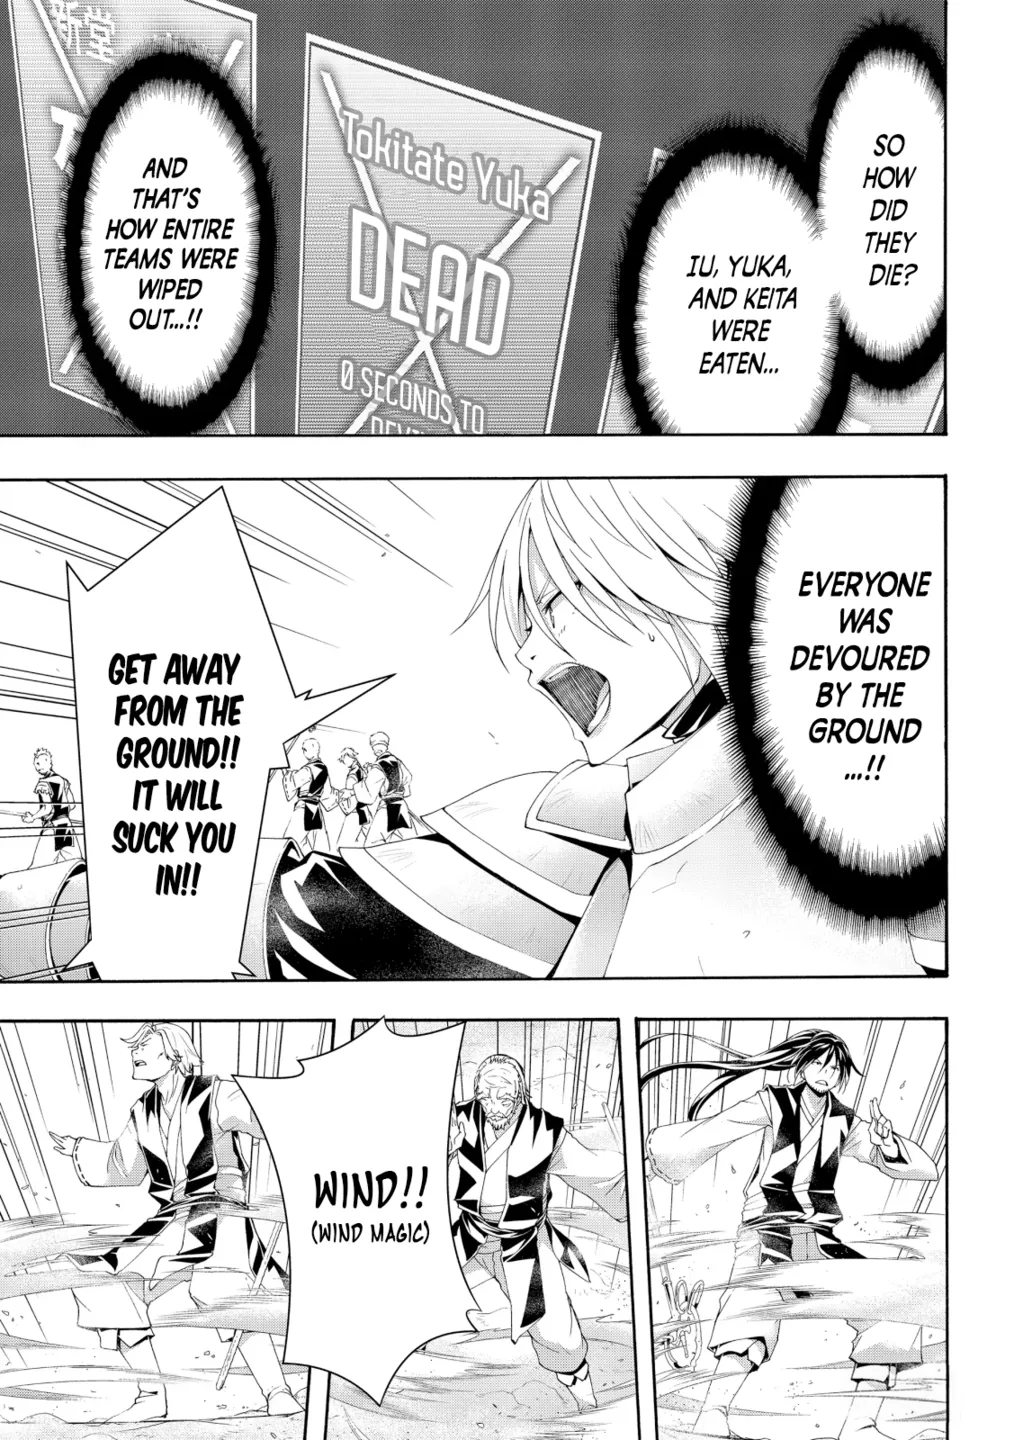 SO
HOW
DID
THEY
DIE?
IU, YUKA,
AND KEITA
WERE
EATEN...
新堂
Tokitate Yuka
DEAD
0 SECONDS TO
AND
THAT'S
HOW ENTIRE
TEAMS WERE
WIPED
OUT...!!
EVERYONE
WAS
DEVOURED
BY THE
GROUND
...!!
GET AWAY
FROM THE
GROUND!!
IT WILL
SUCK YOU
IN!!
WIND!!
(WIND MAGIC)